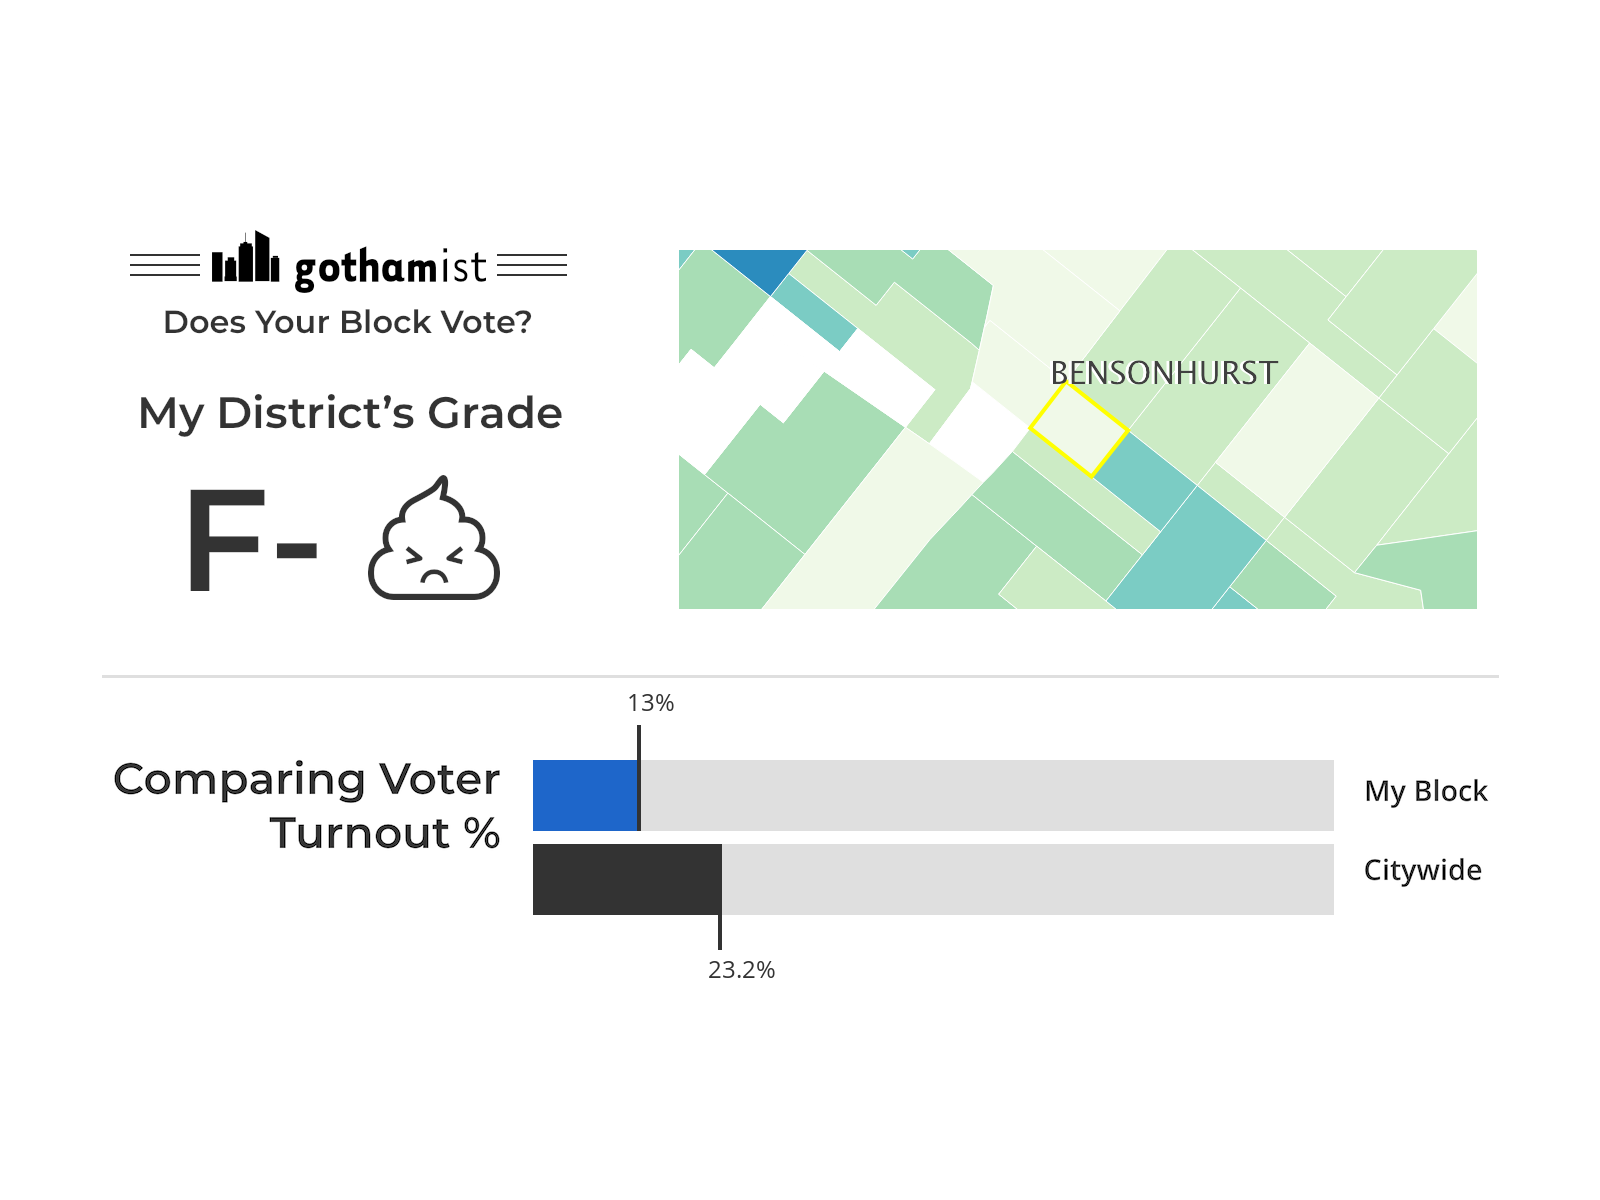 gothamist
Does Your Block Vote?
My District’s Grade
F-
BENSONHURST
13%
Comparing Voter
Turnout %
My Block
Citywide
23.2%